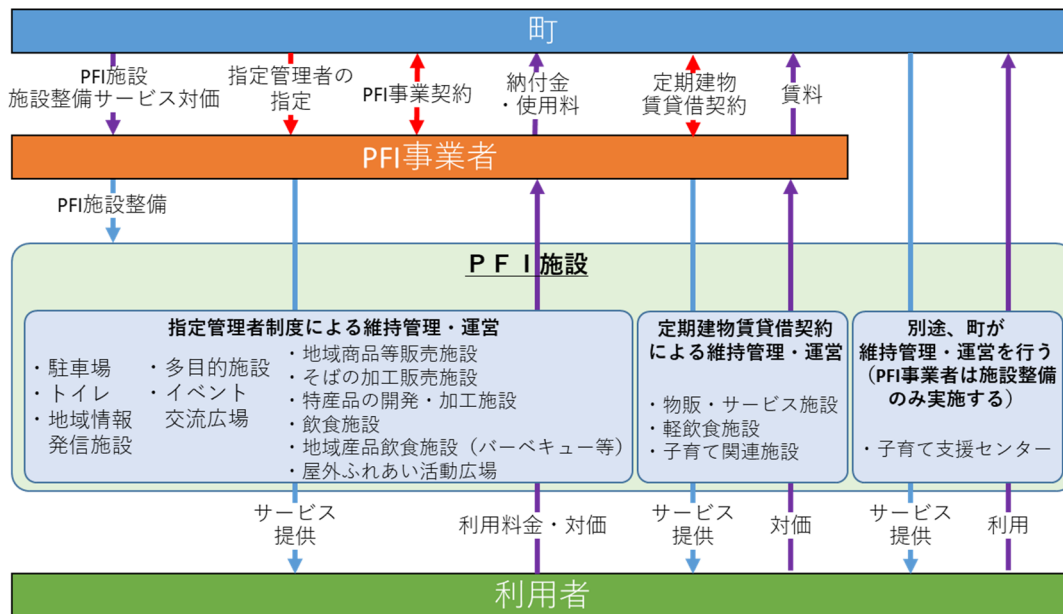 町
PFI施設
施設整備サービス対価
指定管理者の
指定
PFI事業契約
納付金
・使用料
定期建物
賃貸借契約
賃料
PFI事業者
PFI施設整備
ＰＦＩ施設
指定管理者制度による維持管理・運営
・駐車場
・トイレ
・地域情報
発信施設
・多目的施設
・イベント
交流広場
・地域商品等販売施設
・そばの加工販売施設
・特産品の開発・加工施設
・飲食施設
・地域産品飲食施設（バーベキュー等）
・屋外ふれあい活動広場
定期建物賃貸借契約
による維持管理・運営
・物販・サービス施設
・軽飲食施設
・子育て関連施設
別途、町が
維持管理・運営を行う
（PFI事業者は施設整備
のみ実施する）
・子育て支援センター
サービス
提供
利用料金・対価
サービス
提供
対価
サービス
提供
利用
利用者